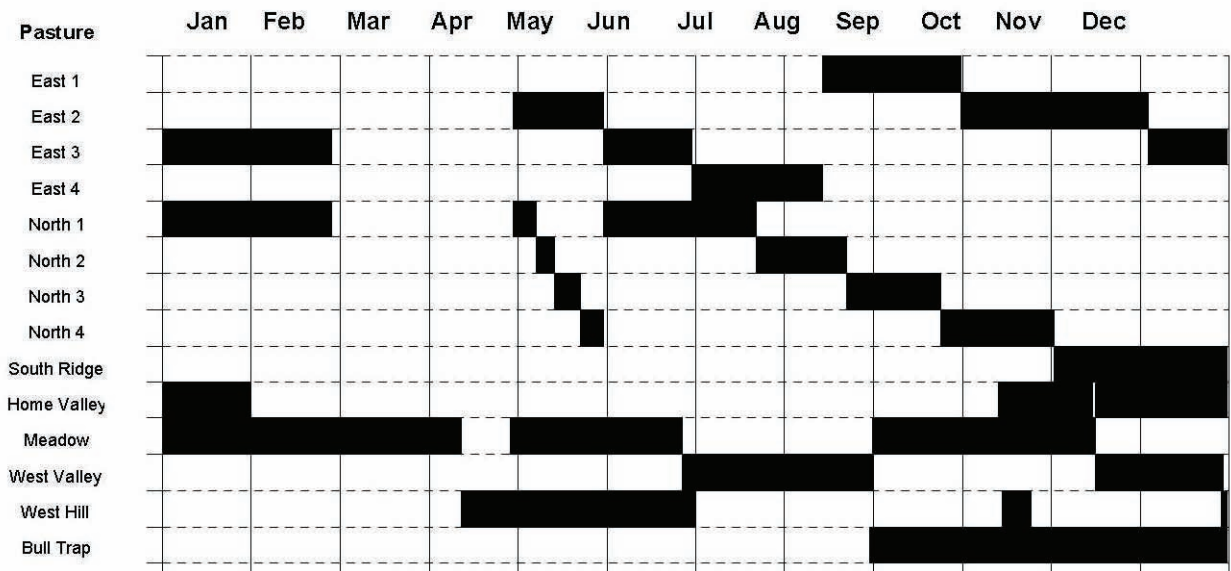 Pasture Jan Feb Mar Apr May Jun Jul Aug Sep Oct Nov Dec
East 1
East 2
East 3
East 4
North 1
North 2
North 3
North 4
South Ridge
Home Valley
Meadow
West Valley
West Hill
Bull Trap